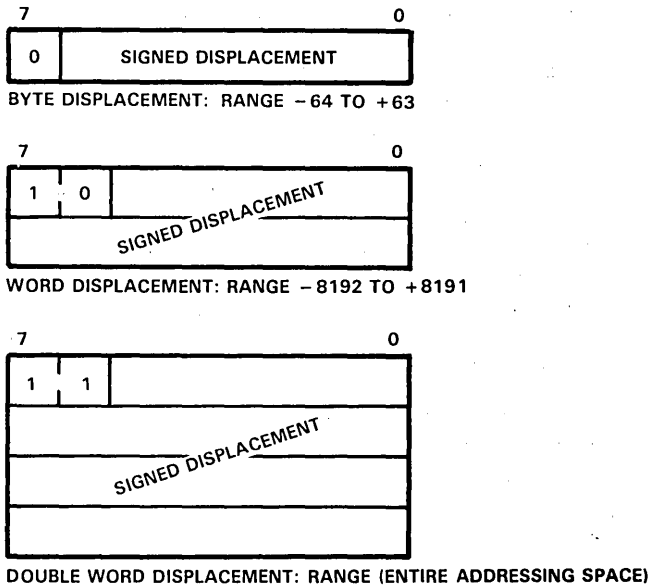 7 0
0 SIGNED DISPLACEMENT
BYTE DISPLACEMENT: RANGE −64 TO +63
7 0
1 0
SIGNED DISPLACEMENT
WORD DISPLACEMENT: RANGE −8192 TO +8191
7 0
1 1
SIGNED DISPLACEMENT
DOUBLE WORD DISPLACEMENT: RANGE (ENTIRE ADDRESSING SPACE)